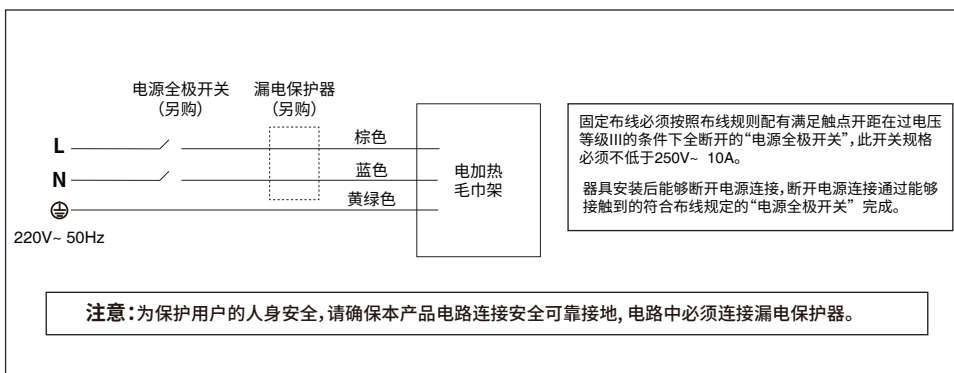 电源全极开关
（另购）
漏电保护器
（另购）
L
棕色
N
蓝色
黄绿色
220V~ 50Hz
电加热
毛巾架
固定布线必须按照布线规则配有满足触点开距在过电压
等级III的条件下全断开的“电源全极开关”，此开关规格
必须不低于250V~ 10A。
器具安装后能够断开电源连接，断开电源连接通过能够
接触到的符合布线规定的“电源全极开关” 完成。
注意：为保护用户的人身安全，请确保本产品电路连接安全可靠接地, 电路中必须连接漏电保护器。